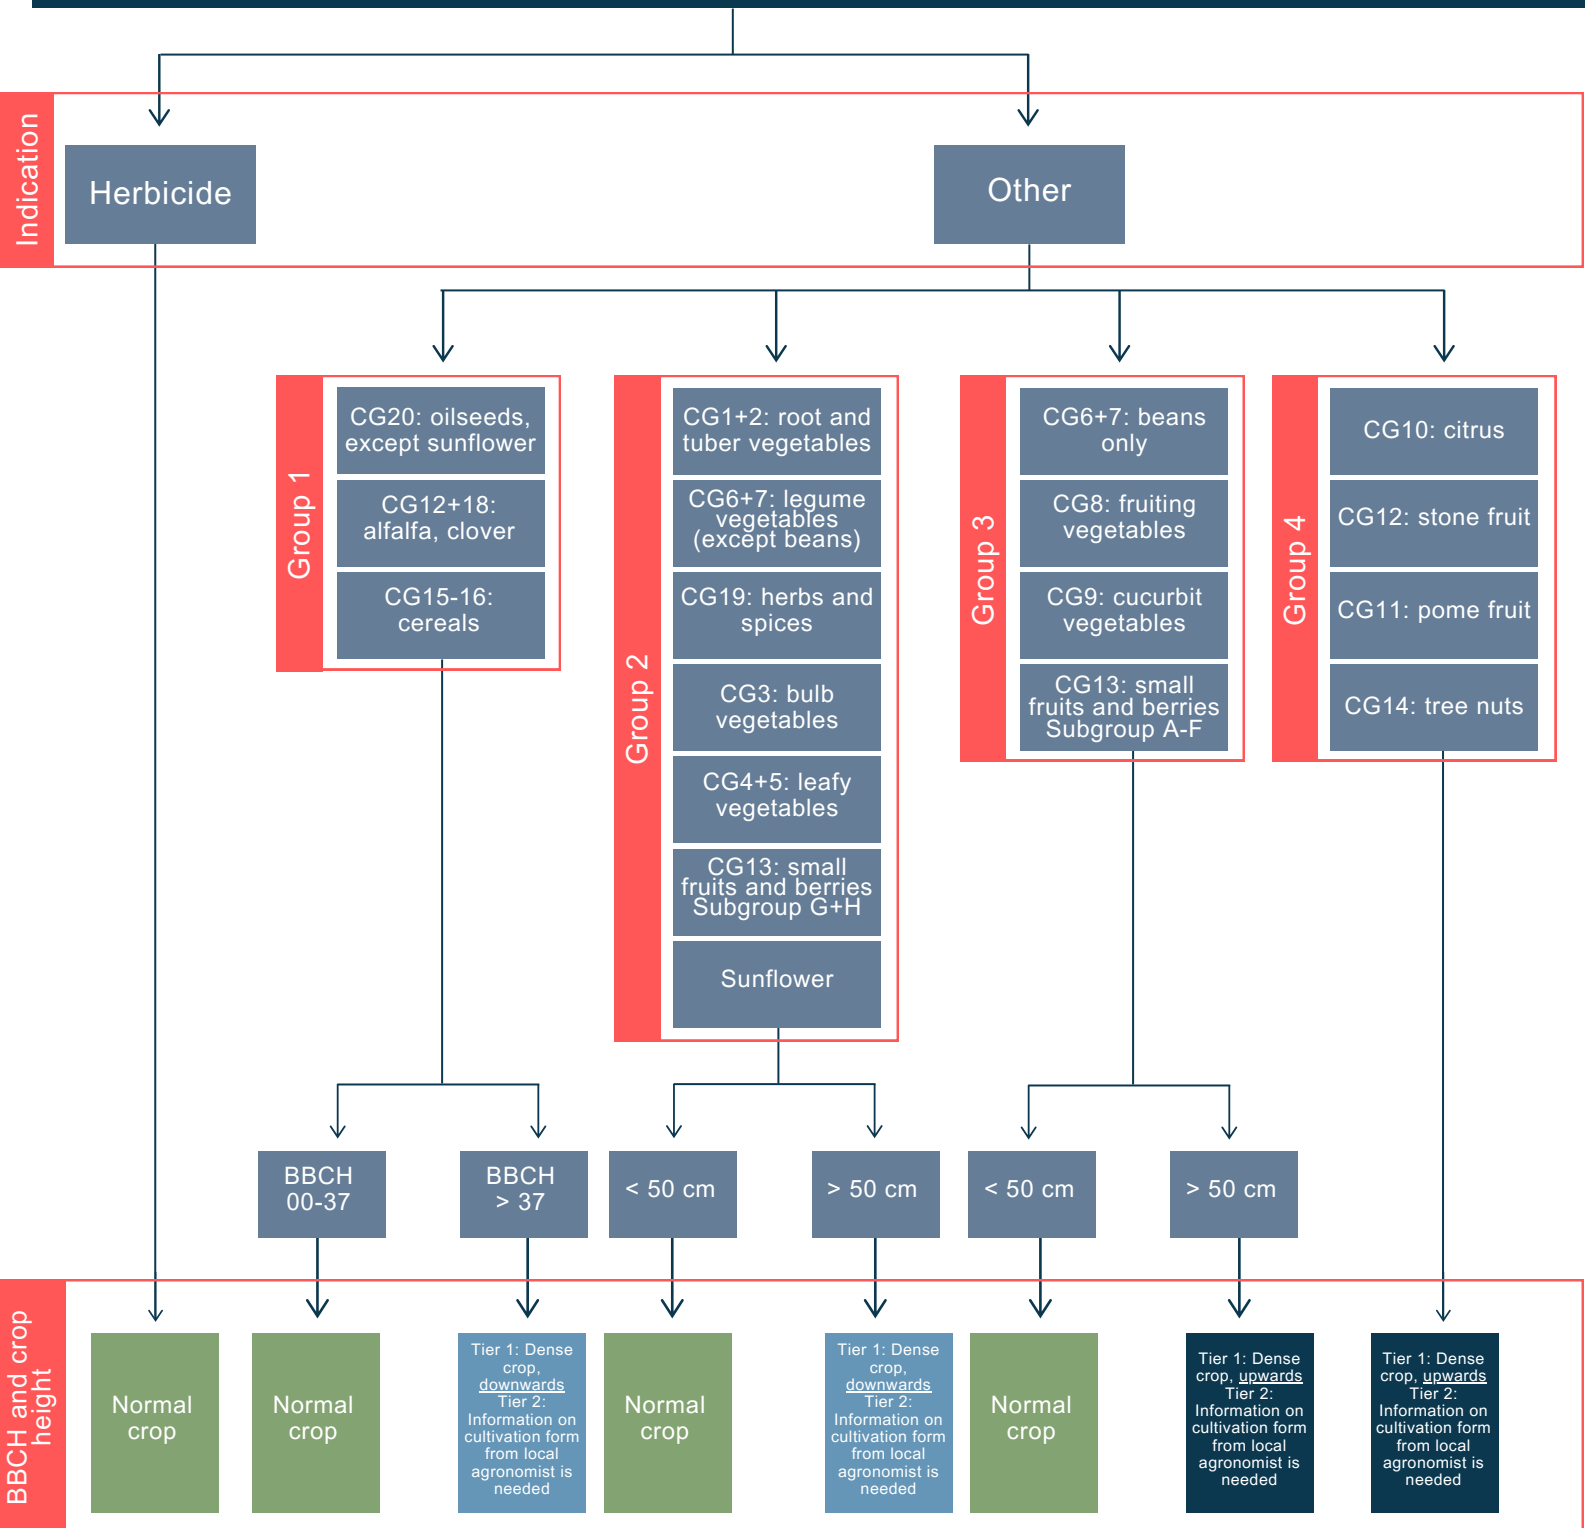 Indication
Herbicide
Other
Group 1
CG20: oilseeds,
except sunflower
CG12+18:
alfalfa, clover
CG15-16:
cereals
Group 2
CG1+2: root and
tuber vegetables
CG6+7: legume
vegetables
(except beans)
CG19: herbs and
spices
CG3: bulb
vegetables
CG4+5: leafy
vegetables
CG13: small
fruits and berries
Subgroup G+H
Sunflower
Group 3
CG6+7: beans
only
CG8: fruiting
vegetables
CG9: cucurbit
vegetables
CG13: small
fruits and berries
Subgroup A-F
Group 4
CG10: citrus
CG12: stone fruit
CG11: pome fruit
CG14: tree nuts
BBCH
00-37
BBCH
> 37
< 50 cm
> 50 cm
< 50 cm
> 50 cm
BBCH and crop
height
Normal
crop
Normal
crop
Tier 1: Dense
crop,
downwards
Tier 2:
Information on
cultivation form
from local
agronomist is
needed
Normal
crop
Tier 1: Dense
crop,
downwards
Tier 2:
Information on
cultivation form
from local
agronomist is
needed
Normal
crop
Tier 1: Dense
crop, upwards
Tier 2:
Information on
cultivation form
from local
agronomist is
needed
Tier 1: Dense
crop, upwards
Tier 2:
Information on
cultivation form
from local
agronomist is
needed